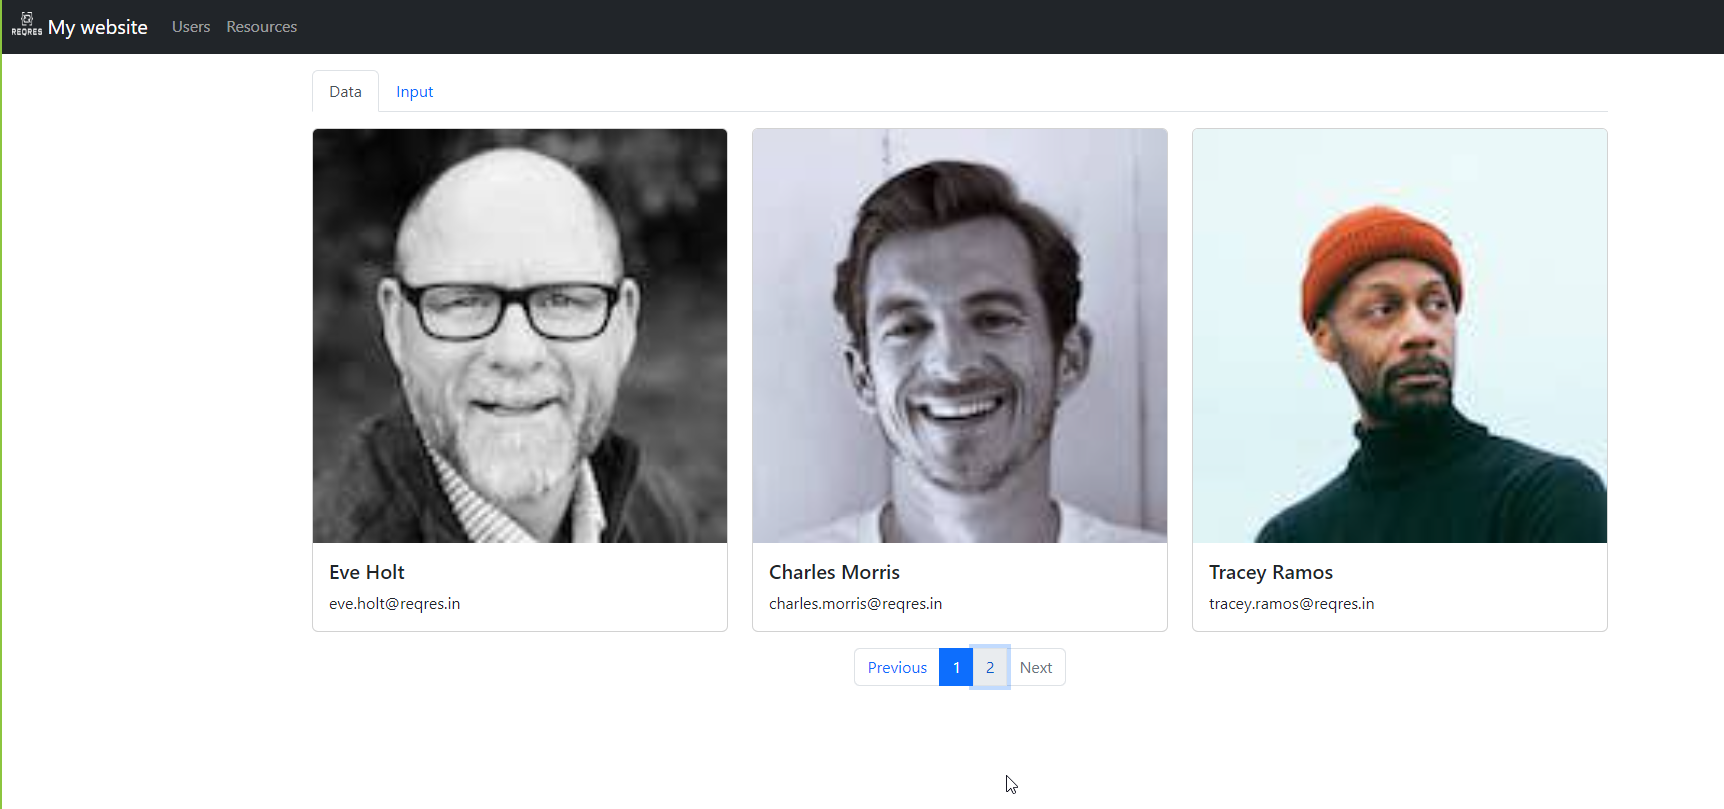 REQRES My website Users Resources
Data Input
Eve Holt Charles Morris Tracey Ramos
eve.holt@reqres.in charles.morris@reqres.in tracey.ramos@reqres.in
Previous 1 2 Next